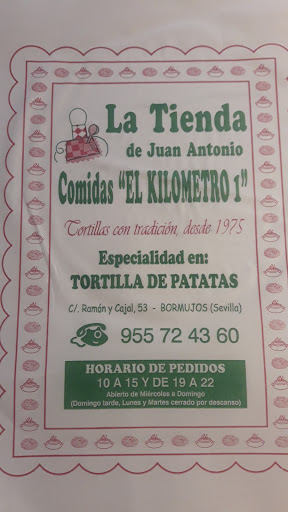 La Tienda
de Juan Antonio
Comidas "EL KILOMETRO 1"
Tortillas con tradición, desde 1975
Especialidad en:
TORTILLA DE PATATAS
C/. Ramón y Cajal, 53 - BORMUJOS (Sevilla)
955 72 43 60
HORARIO DE PEDIDOS
10 A 15 Y DE 19 A 22
Abierto de Miércoles a Domingo
(Domingo tarde, Lunes y Martes cerrado por descanso)